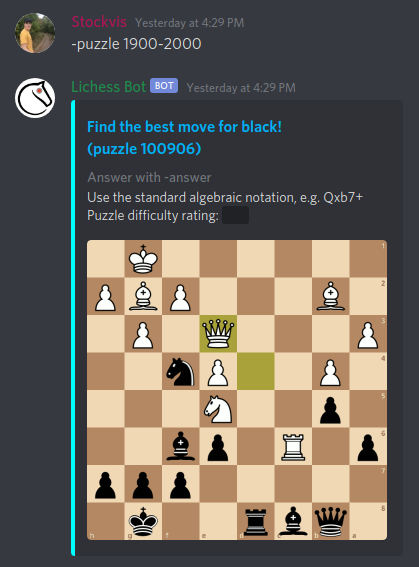 Stockvis Yesterday at 4:29 PM
-puzzle 1900-2000
Lichess Bot BOT Yesterday at 4:29 PM
Find the best move for black!
(puzzle 100906)
Answer with -answer
Use the standard algebraic notation, e.g. Qxb7+
Puzzle difficulty rating:
1
2
3
4
5
6
7
h g f e d c b a 8